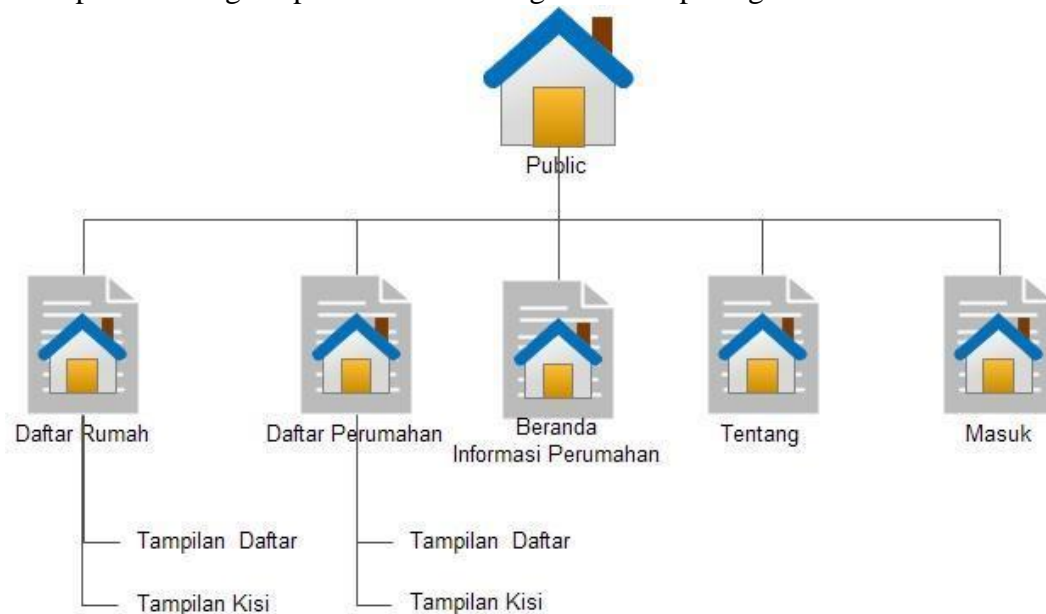 Public
Daftar Rumah
Daftar Perumahan
Beranda
Informasi Perumahan
Tentang
Masuk
Tampilan Daftar
Tampilan Daftar
Tampilan Kisi
Tampilan Kisi